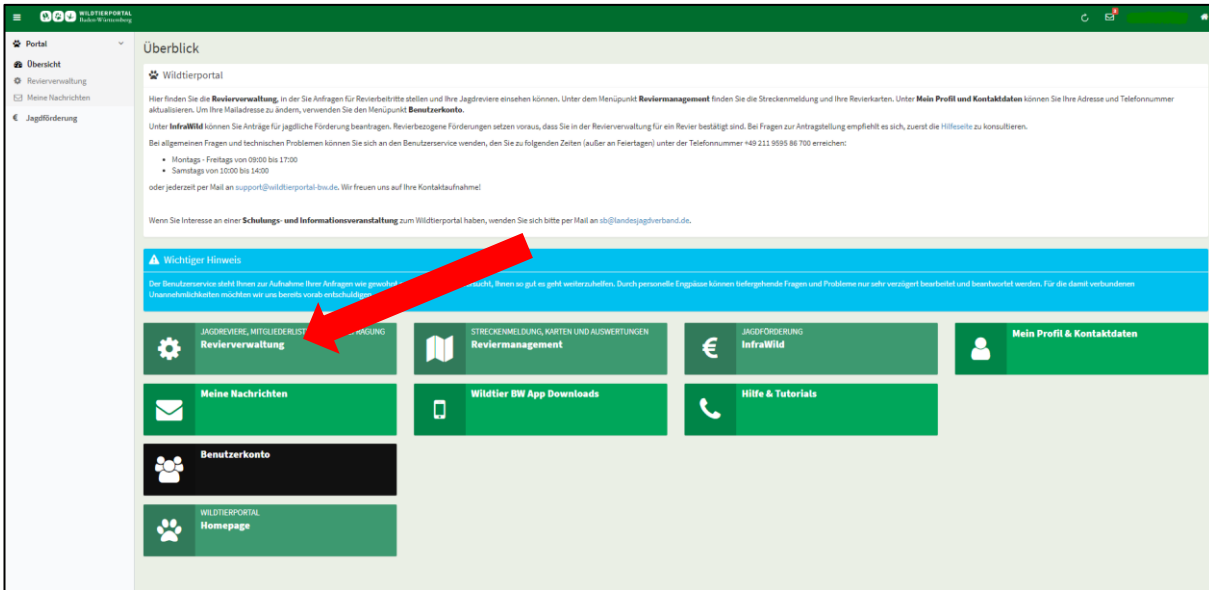 WILDTIERPORTAL
Baden-Württemberg
Portal
Übersicht
Revierverwaltung
Meine Nachrichten
€ Jagdförderung
Überblick
Wildtierportal
Hier finden Sie die Revierverwaltung, in der Sie Anfragen für Revierbeitritte stellen und Ihre Jagdreviere einsehen können. Unter dem Menüpunkt Reviermanagement finden Sie die Streckenmeldung und Ihre Revierkarten. Unter Mein Profil und Kontaktdaten können Sie Ihre Adresse und Telefonnummer
aktualisieren. Um Ihre Mailadresse zu ändern, verwenden Sie den Menüpunkt Benutzerkonto.
Unter InfraWild können Sie Anträge für jagdliche Förderung beantragen. Revierbezogene Förderungen setzen voraus, dass Sie in der Revierverwaltung für ein Revier bestätigt sind. Bei Fragen zur Antragstellung empfiehlt es sich, zuerst die Hilfeseite zu konsultieren.
Bei allgemeinen Fragen und technischen Problemen können Sie sich an den Benutzerservice wenden, den Sie zu folgenden Zeiten (außer an Feiertagen) unter der Telefonnummer +49 211 9595 86 700 erreichen:
• Montags - Freitags von 09:00 bis 17:00
• Samstags von 10:00 bis 14:00
oder jederzeit per Mail an support@wildtierportal-bw.de. Wir freuen uns auf Ihre Kontaktaufnahme!
Wenn Sie Interesse an einer Schulungs- und Informationsveranstaltung zum Wildtierportal haben, wenden Sie sich bitte per Mail an sb@landesjagdverband.de.
Wichtiger Hinweis
Der Benutzerservice steht Ihnen zur Aufnahme Ihrer Anfragen wie gewohnt Ihnen so gut es geht weiterzuhelfen. Durch personelle Engpässe können tiefergehende Fragen und Probleme nur sehr verzögert bearbeitet und beantwortet werden. Für die damit verbundenen
Unannehmlichkeiten möchten wir uns bereits vorab entschuldigen
JAGDREVIERE,
Revierverwaltung
STRECKENMELDUNG, KARTEN UND AUSWERTUNGEN
Reviermanagement
JAGDFÖRDERUNG
€ InfraWild
Mein Profil & Kontaktdaten
Meine Nachrichten
Wildtier BW App Downloads
Hilfe & Tutorials
Benutzerkonto
WILDTIERPORTAL
Homepage